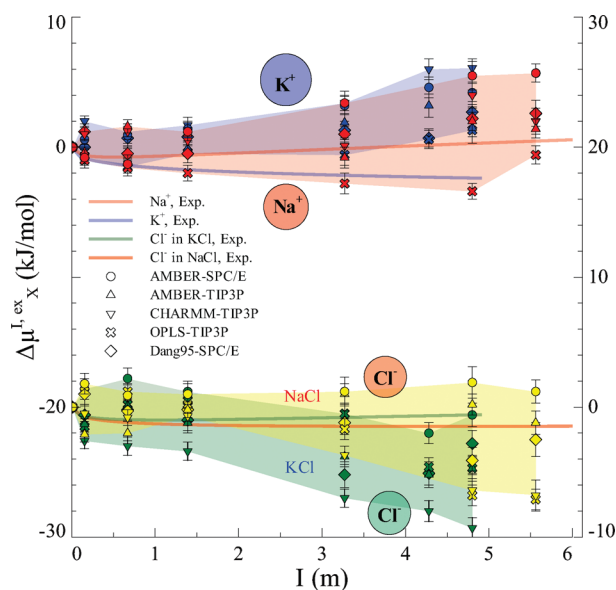 10
0
-20
-30
30
20
0
-10
Δμ^I, ex_X (kJ/mol)
K⁺
Na⁺
Na⁺, Exp.
K⁺, Exp.
Cl⁻ in KCl, Exp.
Cl⁻ in NaCl, Exp.
AMBER-SPC/E
AMBER-TIP3P
CHARMM-TIP3P
OPLS-TIP3P
Dang95-SPC/E
Cl⁻
NaCl
KCl
Cl⁻
0 1 2 3 4 5 6
I (m)